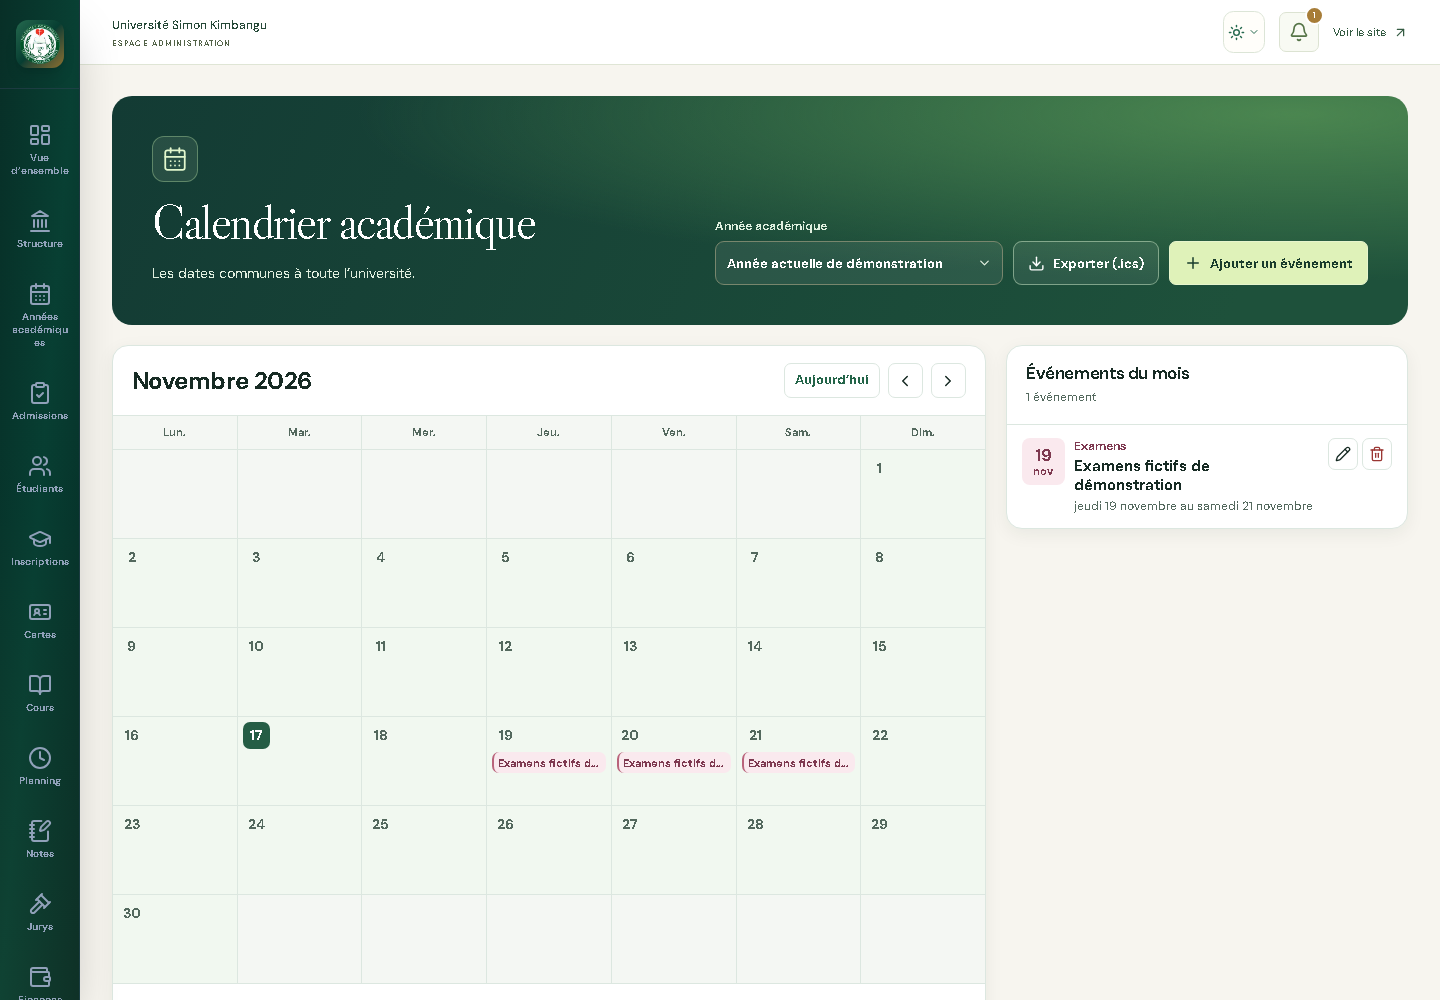 Université Simon Kimbangu
ESPACE ADMINISTRATION
1
Voir le site
Vue
d'ensemble
Structure
Années
académiqu
es
Admissions
Étudiants
Inscriptions
Cartes
Cours
Planning
Notes
Jurys
Finances
Calendrier académique
Les dates communes à toute l'université.
Année académique
Année actuelle de démonstration
Exporter (.ics)
Ajouter un événement
Novembre 2026
Aujourd'hui
Lun. Mar. Mer. Jeu. Ven. Sam. Dim.
1
2 3 4 5 6 7 8
9 10 11 12 13 14 15
16 17 18 19 20 21 22
Examens fictifs d... Examens fictifs d... Examens fictifs d...
23 24 25 26 27 28 29
30
Événements du mois
1 événement
19
nov
Examens
Examens fictifs de
démonstration
jeudi 19 novembre au samedi 21 novembre